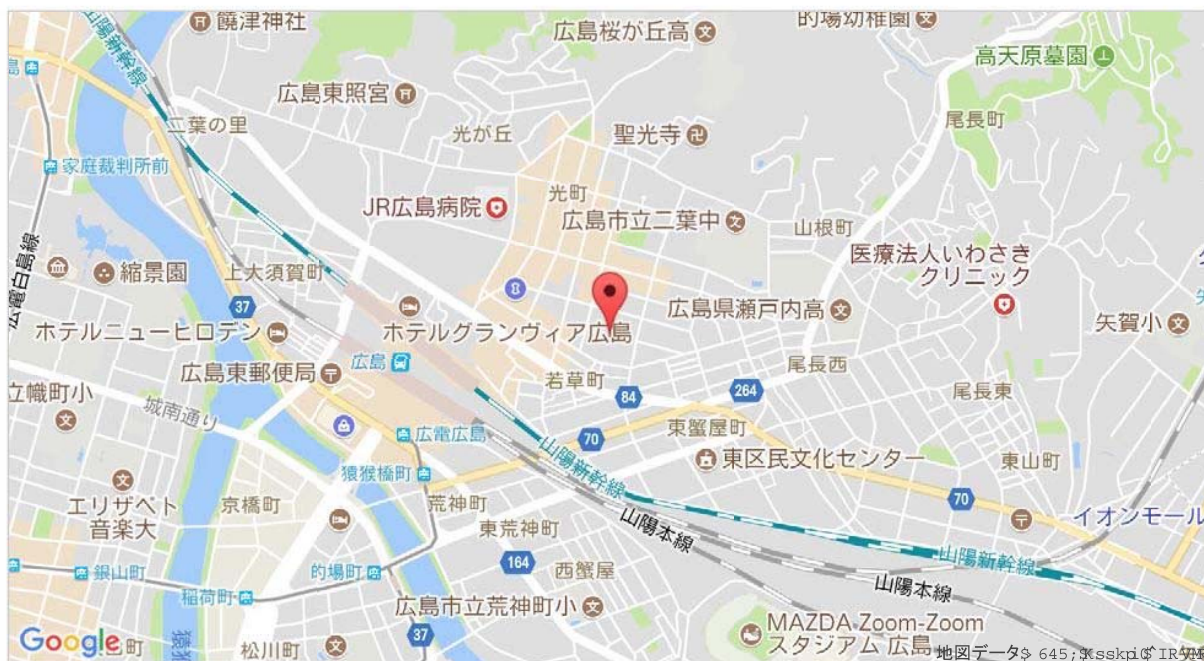 饒津神社
広島桜が丘高
的場幼稚園
高天原墓園
山陽新幹線
島
広島東照宮
二葉の里
光が丘
聖光寺
尾長町
家庭裁判所前
光町
JR広島病院
広島市立二葉中
山根町
医療法人いわさき
クリニック
広電白島線
縮景園
上大須賀町
37
ホテルニューヒロデン
ホテルグランヴィア広島
広島県瀬戸内高
矢賀小
広島東郵便局
広島
若草町
尾長西
尾長東
立幟町小
城南通り
84
264
広電広島
70
東蟹屋町
猿猴橋町
山陽新幹線
東区民文化センター
東山町
エリザベト
音楽大
京橋町
荒神町
東荒神町
山陽本線
70
イオンモール
銀山町
的場町
164
西蟹屋
山陽新幹線
山陽本線
稲荷町
広島市立荒神町小
37
松川町
MAZDA Zoom-Zoom
スタジアム 広島
Google
地図データ